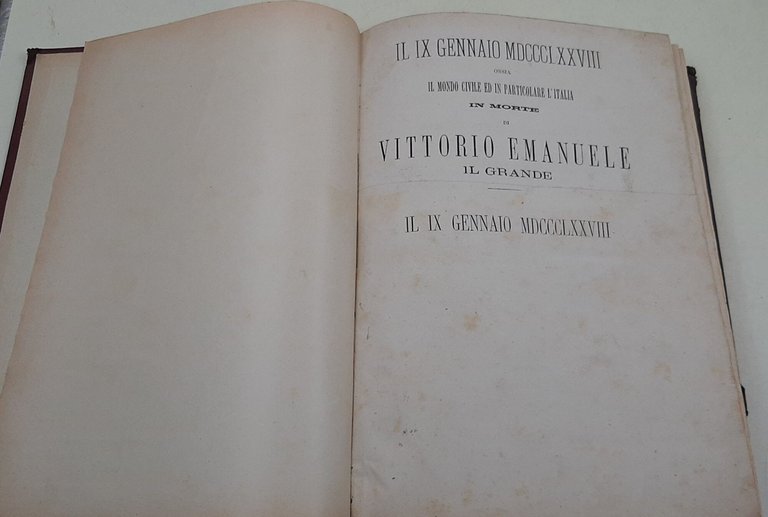 IL IX GENNAIO MDCCCLXXVIII
OSSIA
IL MONDO CIVILE ED IN PARTICOLARE L'ITALIA
IN MORTE
DI
VITTORIO EMANUELE
IL GRANDE
IL IX GENNAIO MDCCCLXXVIII